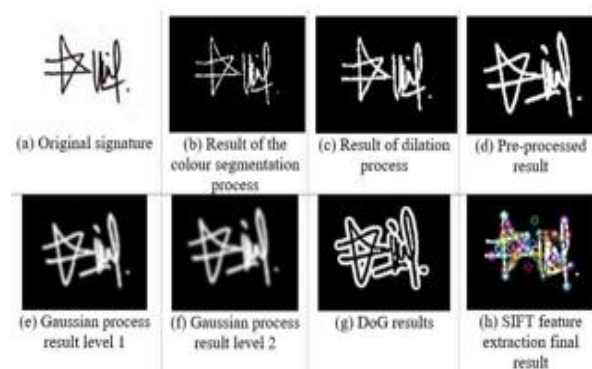 (a) Original signature
(b) Result of the
colour segmentation
process
(c) Result of dilation
process
(d) Pre-processed
result
(e) Gaussian process
result level 1
(f) Gaussian process
result level 2
(g) DoG results
(h) SIFT feature
extraction final
result